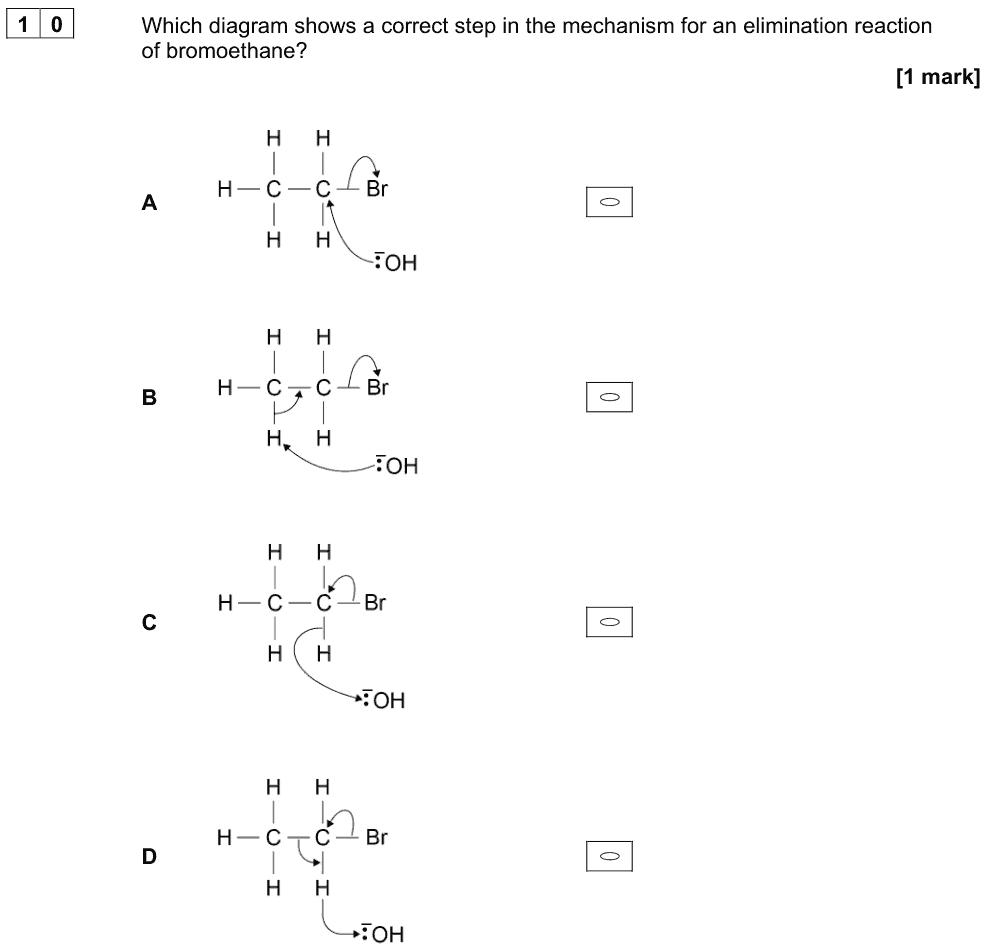 1 0 Which diagram shows a correct step in the mechanism for an elimination reaction
of bromoethane?
[1 mark]
H H
A H C C Br
H H
:OH
H H
B H C C Br
H H
:OH
H H
C H C C Br
H H
:OH
H H
D H C C Br
H H
:OH